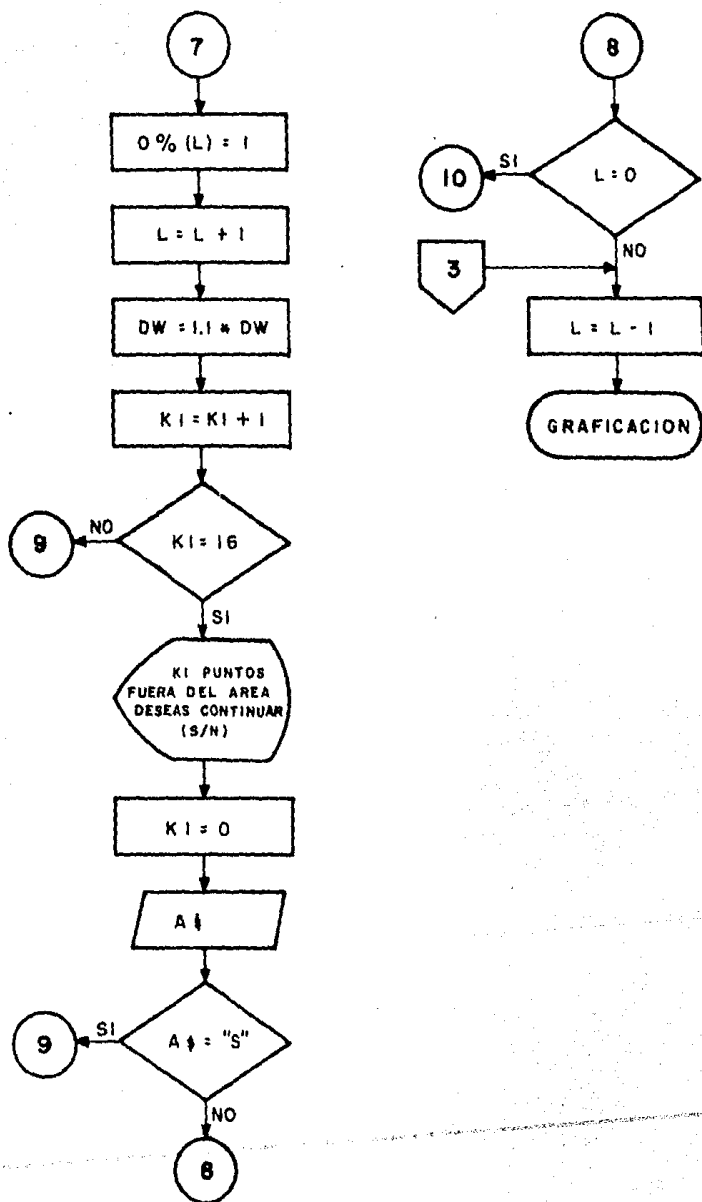 7
0%(L) = 1
L = L + 1
DW = 1.1 * DW
K1 = K1 + 1
K1 = 16
NO
9
SI
K1 PUNTOS
FUERA DEL AREA
DESEAS CONTINUAR
(S/N)
K1 = 0
A$
A$ = "S"
SI
9
NO
8
8
L = 0
SI
10
NO
3
L = L - 1
GRAFICACION